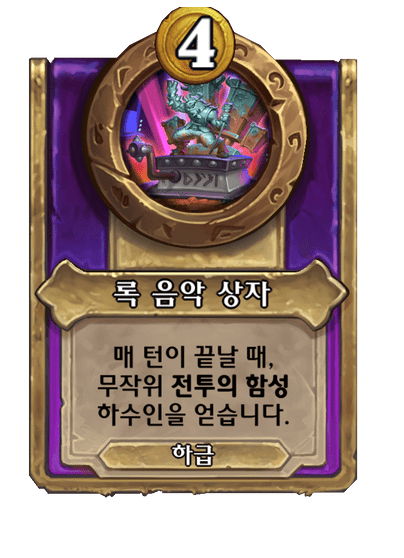 4
록 음악 상자
매 턴이 끝날 때,
무작위 전투의 함성
하수인을 얻습니다.
하급